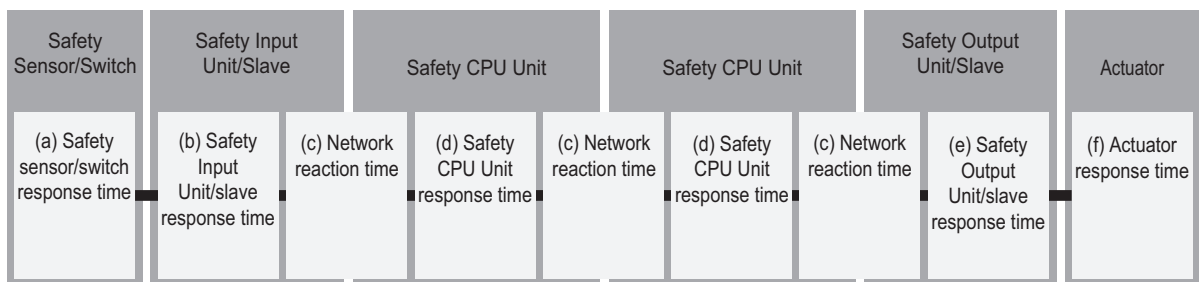 Safety
Sensor/Switch
Safety Input
Unit/Slave
Safety CPU Unit
Safety CPU Unit
Safety Output
Unit/Slave
Actuator
(a) Safety
sensor/switch
response time
(b) Safety
Input
Unit/slave
response time
(c) Network
reaction time
(d) Safety
CPU Unit
response time
(c) Network
reaction time
(d) Safety
CPU Unit
response time
(c) Network
reaction time
(e) Safety
Output
Unit/slave
response time
(f) Actuator
response time